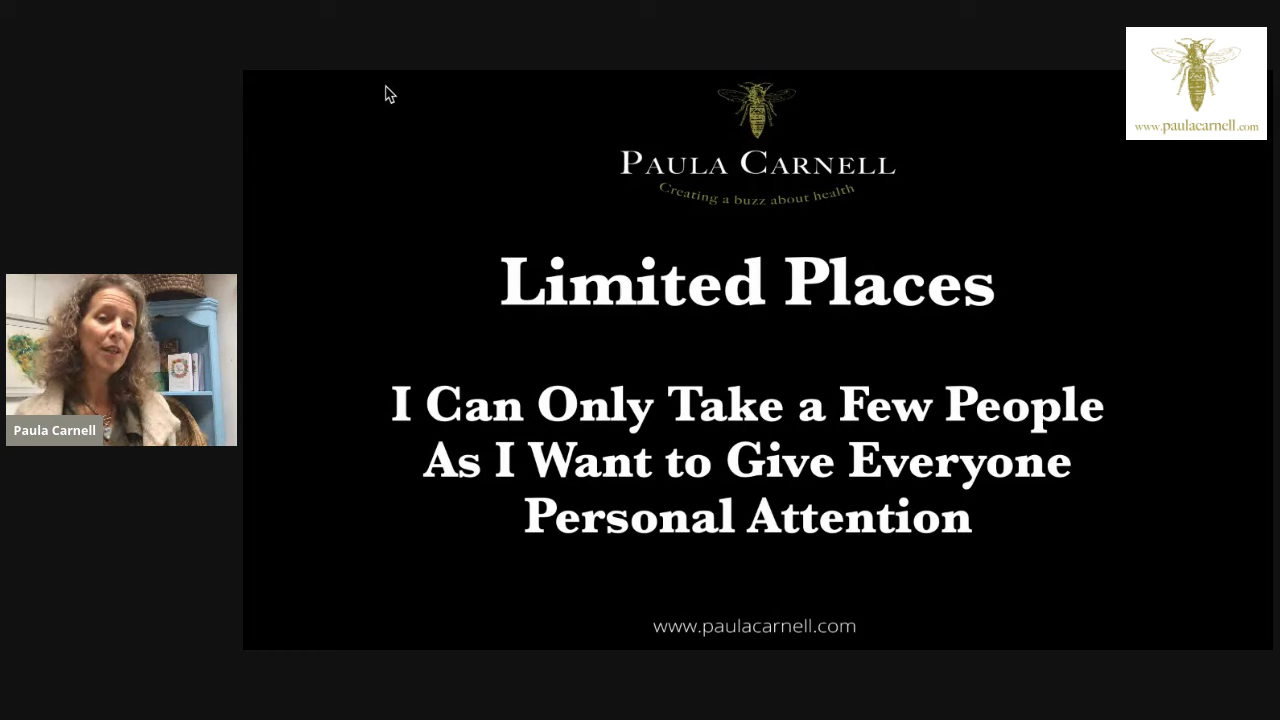 www.paulacarnell.com
PAULA CARNELL
Creating a buzz about health
Limited Places
I Can Only Take a Few People
As I Want to Give Everyone
Personal Attention
Paula Carnell
www.paulacarnell.com